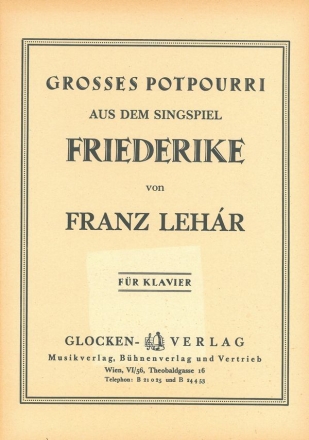 GROSSES POTPOURRI
AUS DEM SINGSPIEL
FRIEDERIKE
von
FRANZ LEHÁR
FÜR KLAVIER
GLOCKEN- VERLAG
Musikverlag, Bühnenverlag und Vertrieb
Wien, VI/56, Theobaldgasse 16
Telephon: B 21 0 23 und B 24 4 53